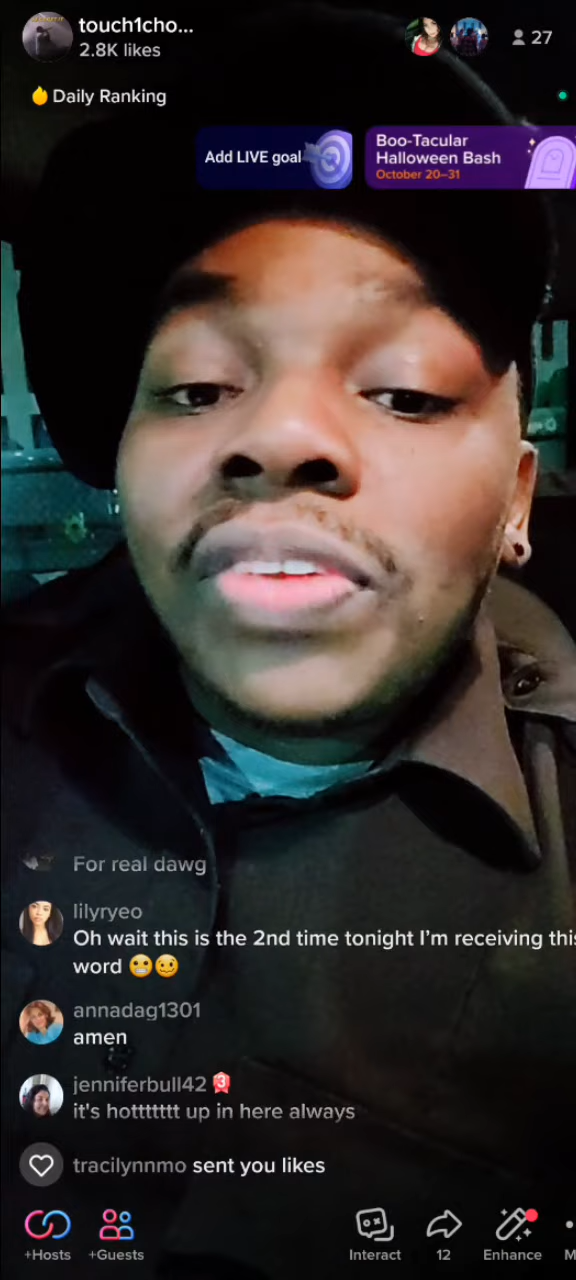 touch1cho...
2.8K likes
27
Daily Ranking
Add LIVE goal
Boo-Tacular
Halloween Bash
October 20–31
For real dawg
lilyryeo
Oh wait this is the 2nd time tonight I'm receiving this
word 😬🥴
annadag1301
amen
jenniferbull42 3
it's hottttttt up in here always
tracilynnmo sent you likes
+Hosts
+Guests
Interact
12
Enhance
M